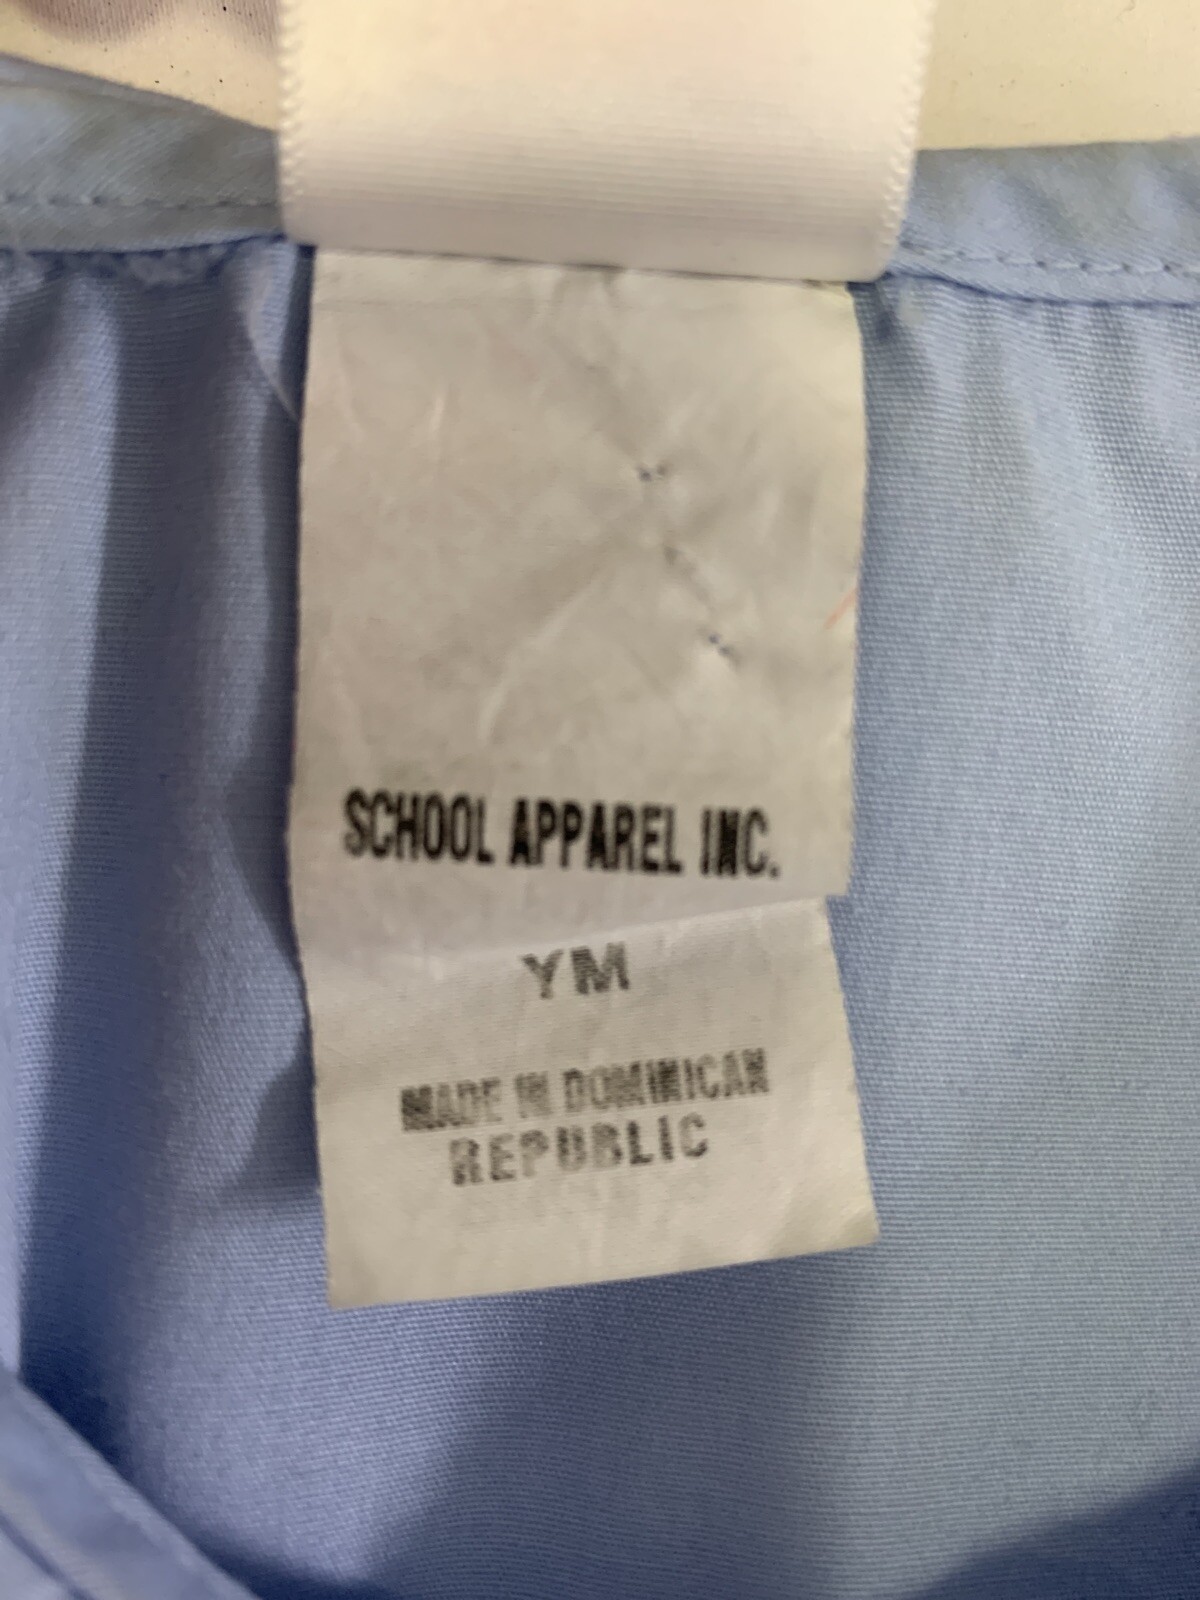 SCHOOL APPAREL INC.
YM
MADE IN DOMINICAN
REPUBLIC